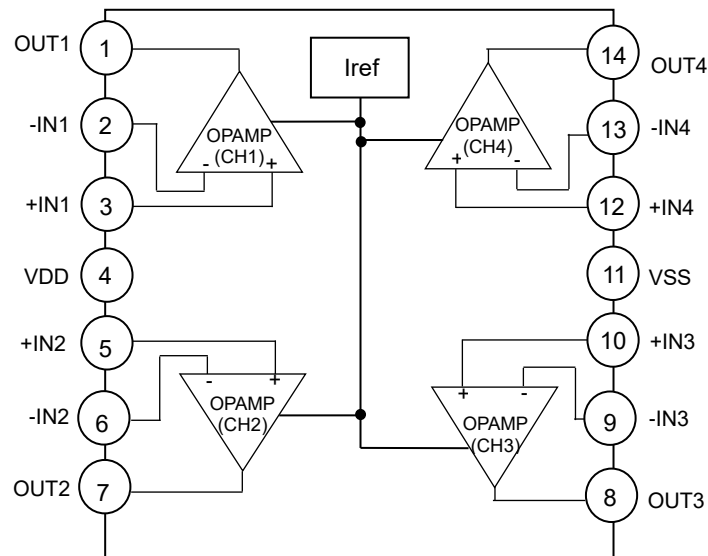 OUT1 1
Iref
14 OUT4
-IN1 2
OPAMP
(CH1)
- +
OPAMP
(CH4)
+ -
13 -IN4
+IN1 3
12 +IN4
VDD 4
11 VSS
+IN2 5
10 +IN3
- +
OPAMP
(CH2)
+ -
OPAMP
(CH3)
-IN2 6
9 -IN3
OUT2 7
8 OUT3